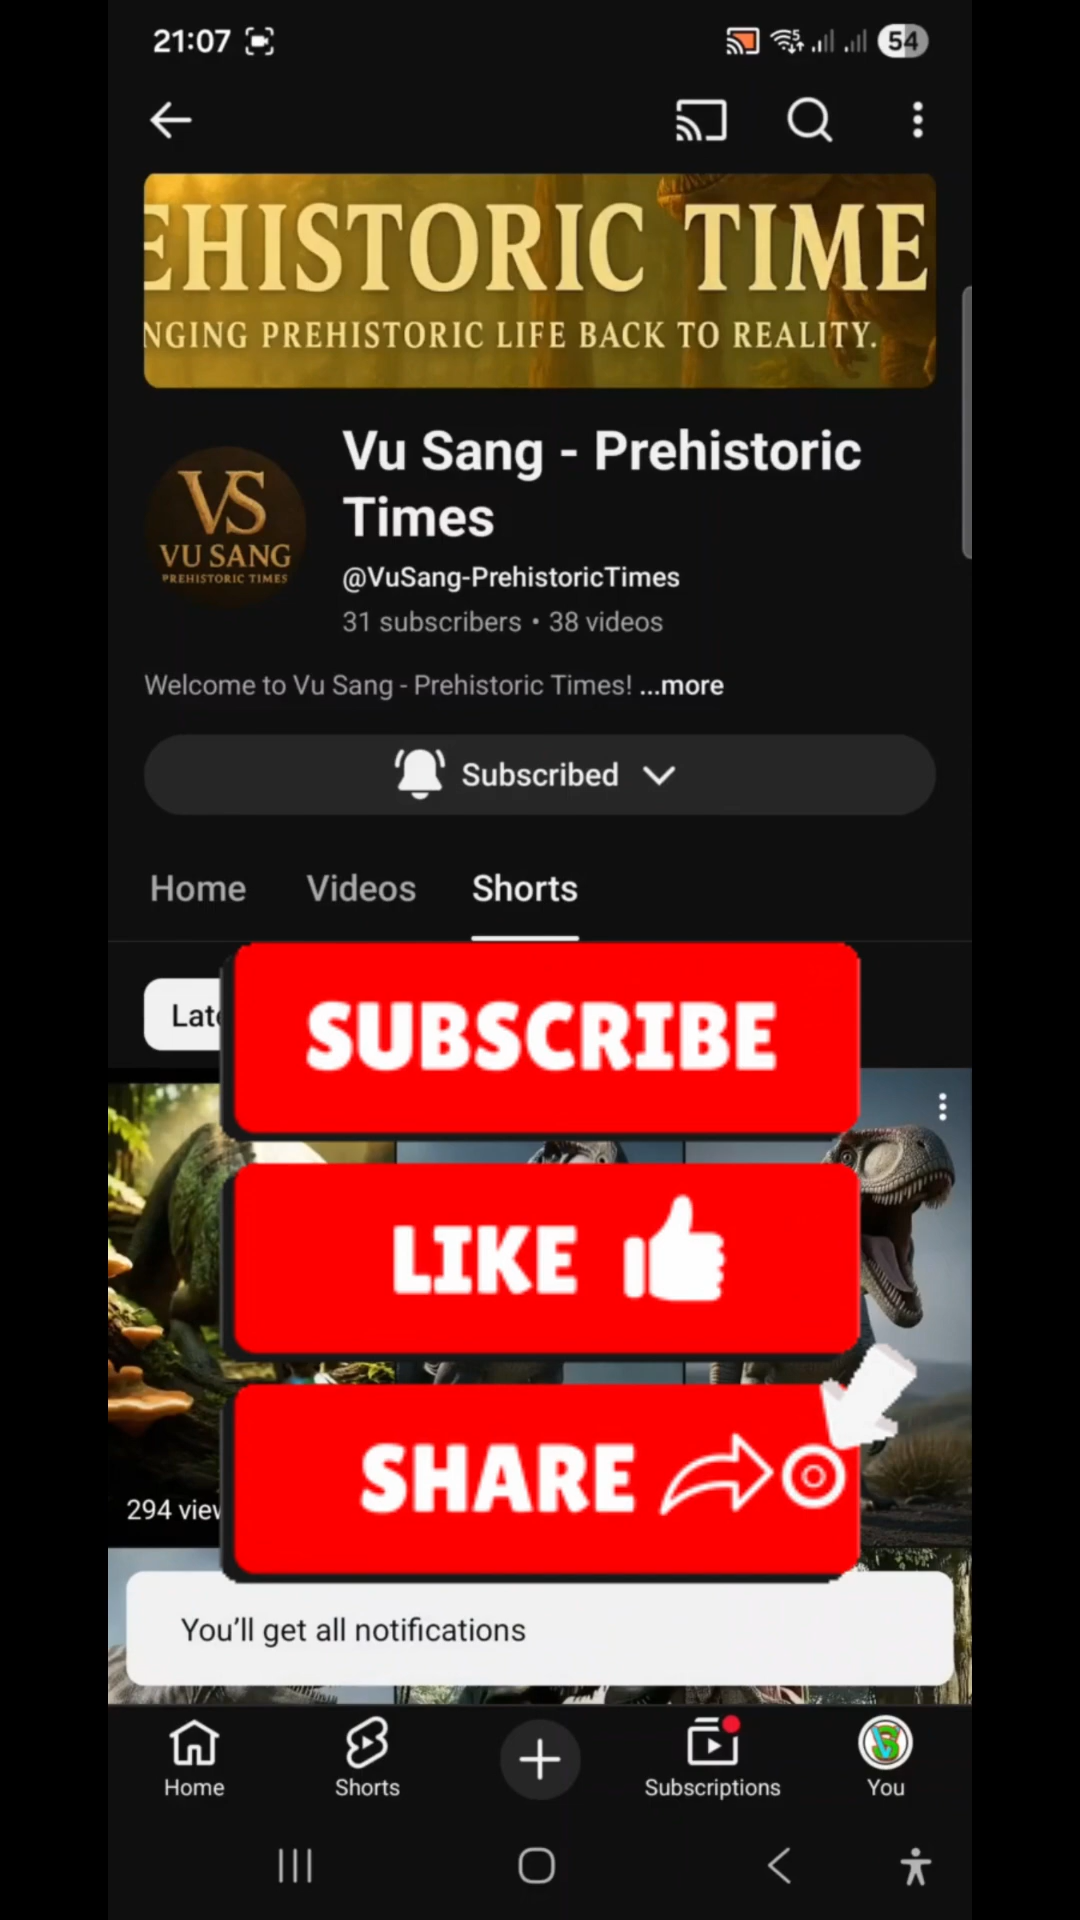 21:07
54
EHISTORIC TIME
NGING PREHISTORIC LIFE BACK TO REALITY.
VS
VU SANG
PREHISTORIC TIMES
Vu Sang - Prehistoric
Times
@VuSang-PrehistoricTimes
31 subscribers • 38 videos
Welcome to Vu Sang - Prehistoric Times! ...more
Subscribed
Home Videos Shorts
Late
SUBSCRIBE
LIKE
SHARE
294 view
You'll get all notifications
Home Shorts Subscriptions You